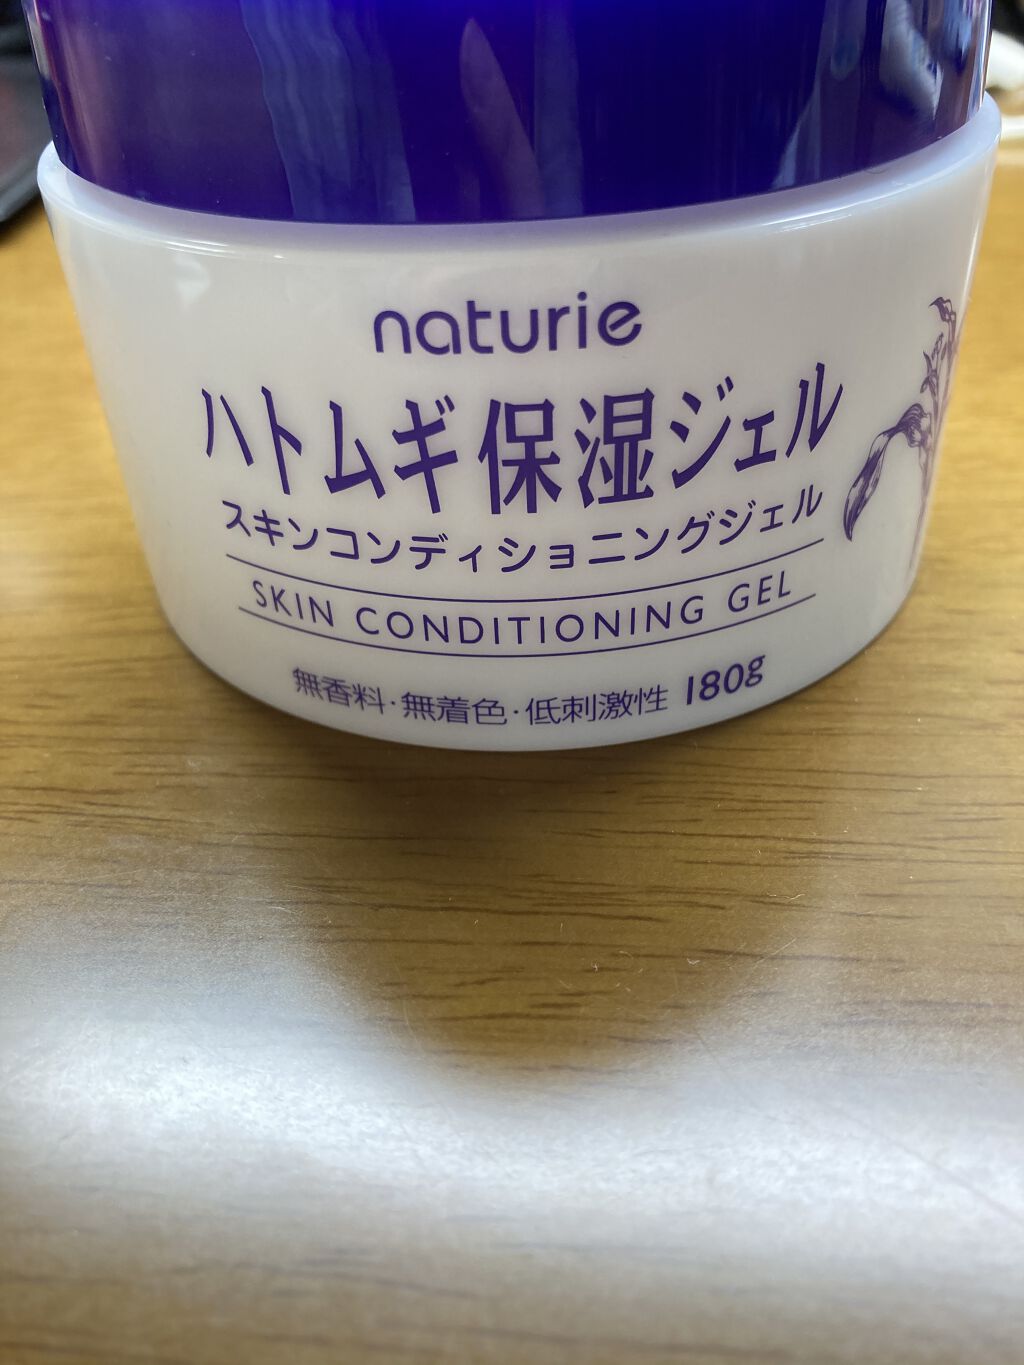 naturie
ハトムギ保湿ジェル
スキンコンディショニングジェル
SKIN CONDITIONING GEL
無香料・無着色・低刺激性 180g